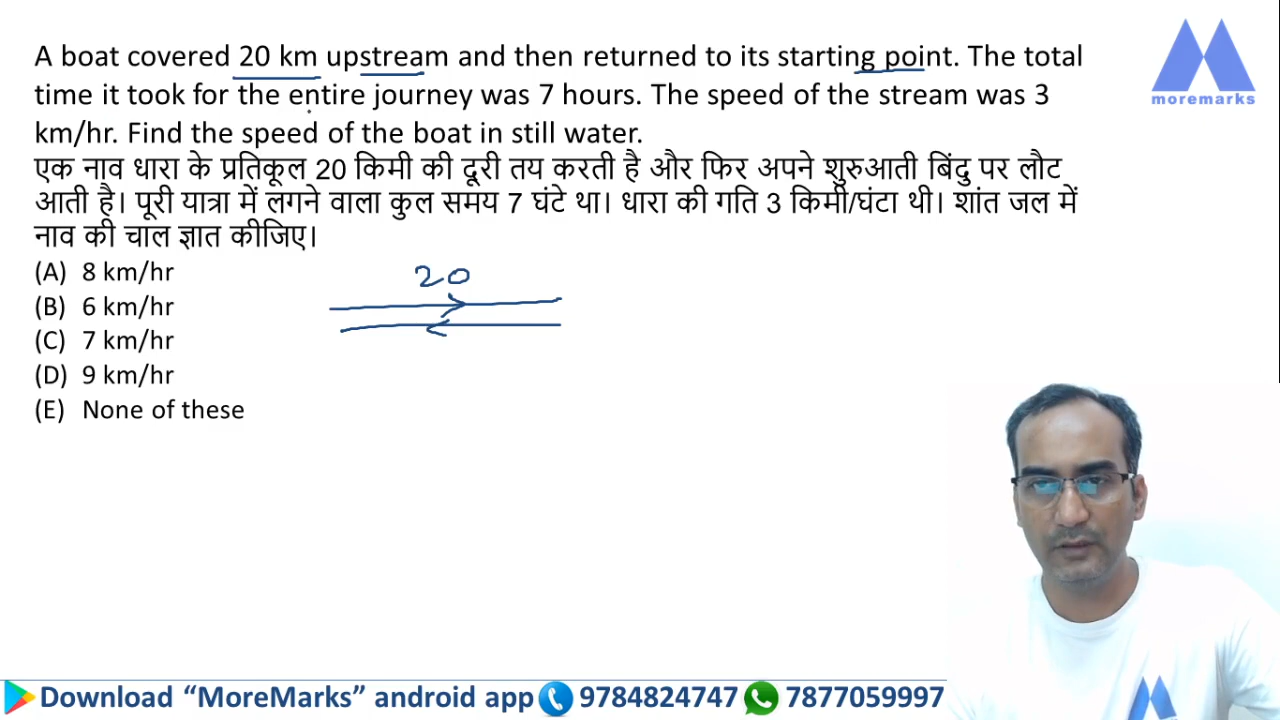 A boat covered 20 km upstream and then returned to its starting point. The total
time it took for the entire journey was 7 hours. The speed of the stream was 3
km/hr. Find the speed of the boat in still water.
एक नाव धारा के प्रतिकूल 20 किमी की दूरी तय करती है और फिर अपने शुरुआती बिंदु पर लौट
आती है। पूरी यात्रा में लगने वाला कुल समय 7 घंटे था। धारा की गति 3 किमी/घंटा थी। शांत जल में
नाव की चाल ज्ञात कीजिए।
(A) 8 km/hr
(B) 6 km/hr
(C) 7 km/hr
(D) 9 km/hr
(E) None of these
20
moremarks
Download “MoreMarks” android app 9784824747 7877059997